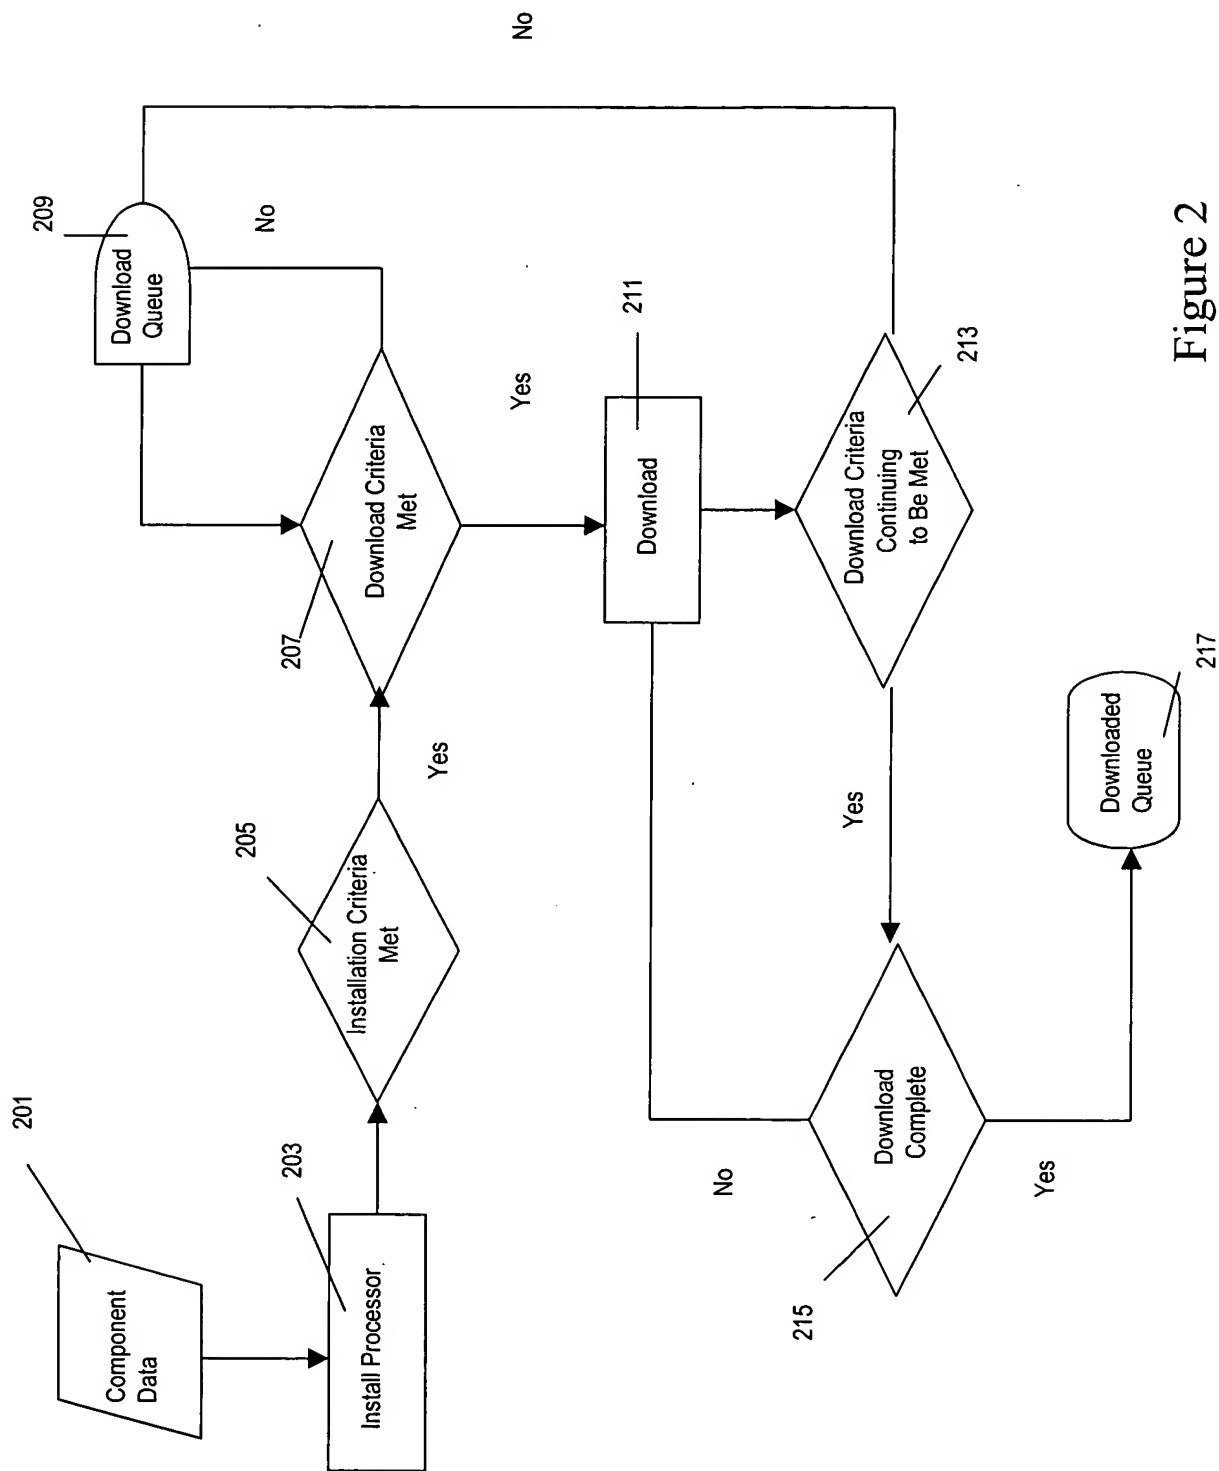 201
Component
Data
203
Install Processor
205
Installation Criteria
Met
Yes
207
Download Criteria
Met
209
Download
Queue
No
No
Yes
211
Download
213
Download Criteria
Continuing
to Be Met
Yes
215
Download
Complete
No
Yes
217
Downloaded
Queue
Figure 2